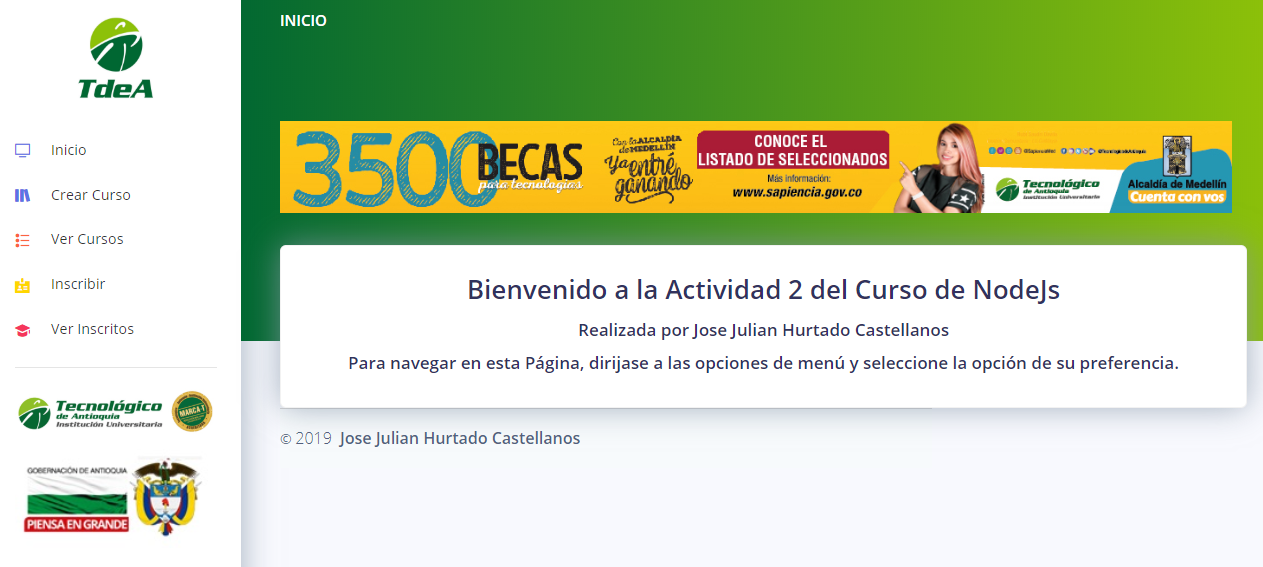 TdeA
Inicio
Crear Curso
Ver Cursos
Inscribir
Ver Inscritos
Tecnológico
de Antioquia
Institución Universitaria
MARCA T
GOBERNACIÓN DE ANTIOQUIA
PIENSA EN GRANDE
INICIO
3500 BECAS
para tecnologías
Con la ALCALDÍA
de MEDELLÍN
Ya entré
ganando
CONOCE EL
LISTADO DE SELECCIONADOS
Más información:
www.sapiencia.gov.co
Tecnológico
de Antioquia
Institución Universitaria
Alcaldía de Medellín
Cuenta con vos
Bienvenido a la Actividad 2 del Curso de NodeJs
Realizada por Jose Julian Hurtado Castellanos
Para navegar en esta Página, dirijase a las opciones de menú y seleccione la opción de su preferencia.
© 2019 Jose Julian Hurtado Castellanos